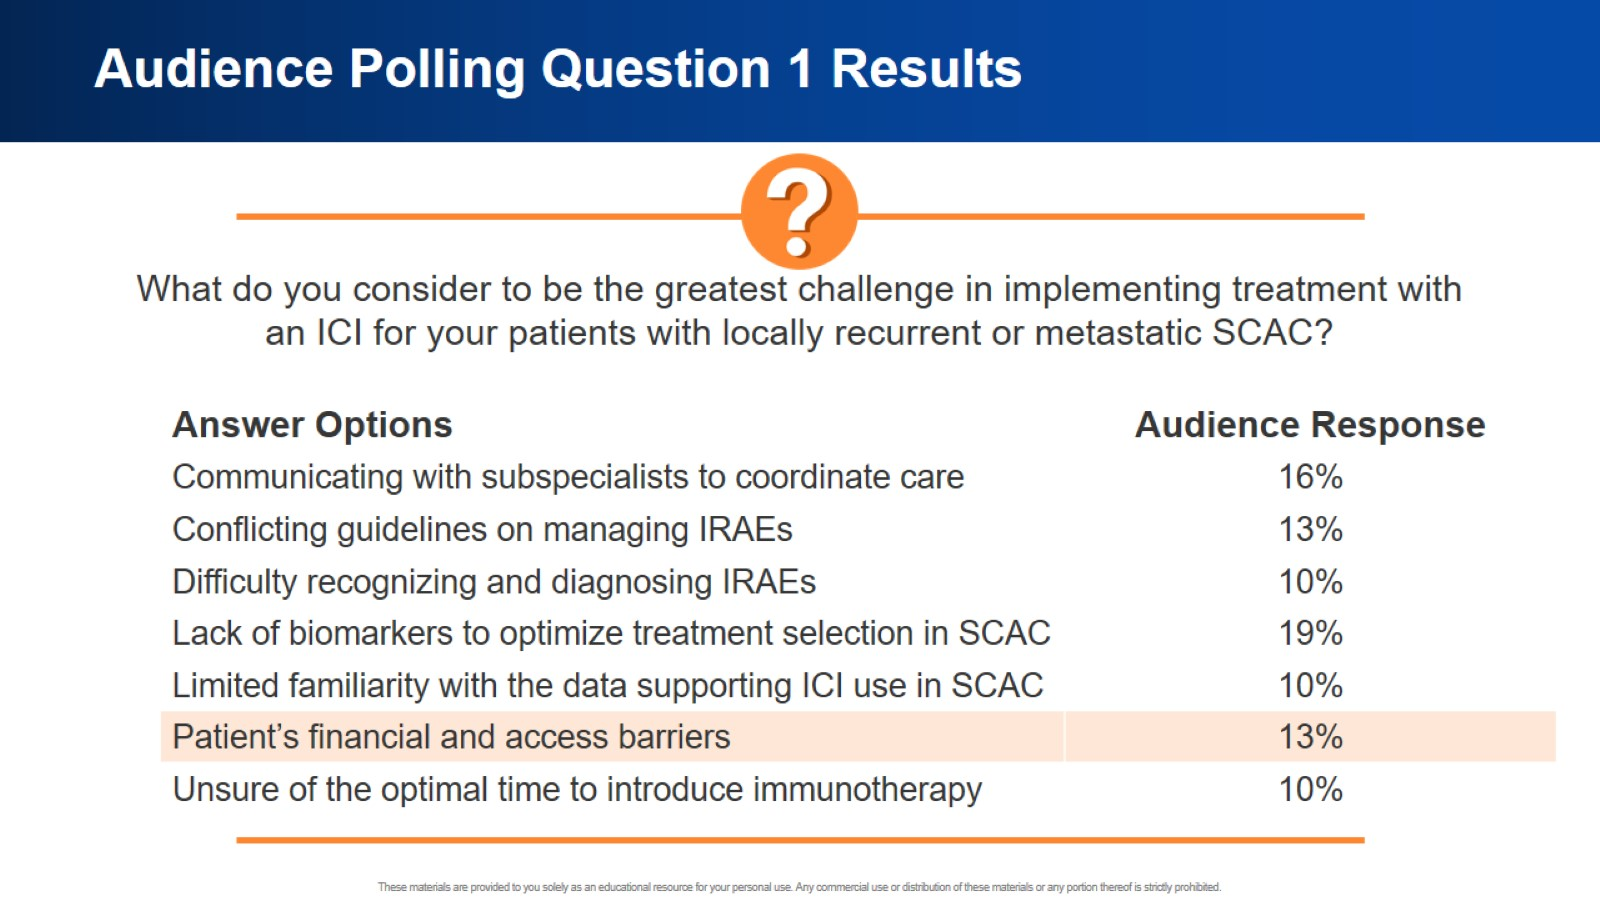 Audience Polling Question 1 Results
?
What do you consider to be the greatest challenge in implementing treatment with
an ICI for your patients with locally recurrent or metastatic SCAC?
Answer Options Audience Response
Communicating with subspecialists to coordinate care 16%
Conflicting guidelines on managing IRAEs 13%
Difficulty recognizing and diagnosing IRAEs 10%
Lack of biomarkers to optimize treatment selection in SCAC 19%
Limited familiarity with the data supporting ICI use in SCAC 10%
Patient’s financial and access barriers 13%
Unsure of the optimal time to introduce immunotherapy 10%
These materials are provided to you solely as an educational resource for your personal use. Any commercial use or distribution of these materials or any portion thereof is strictly prohibited.